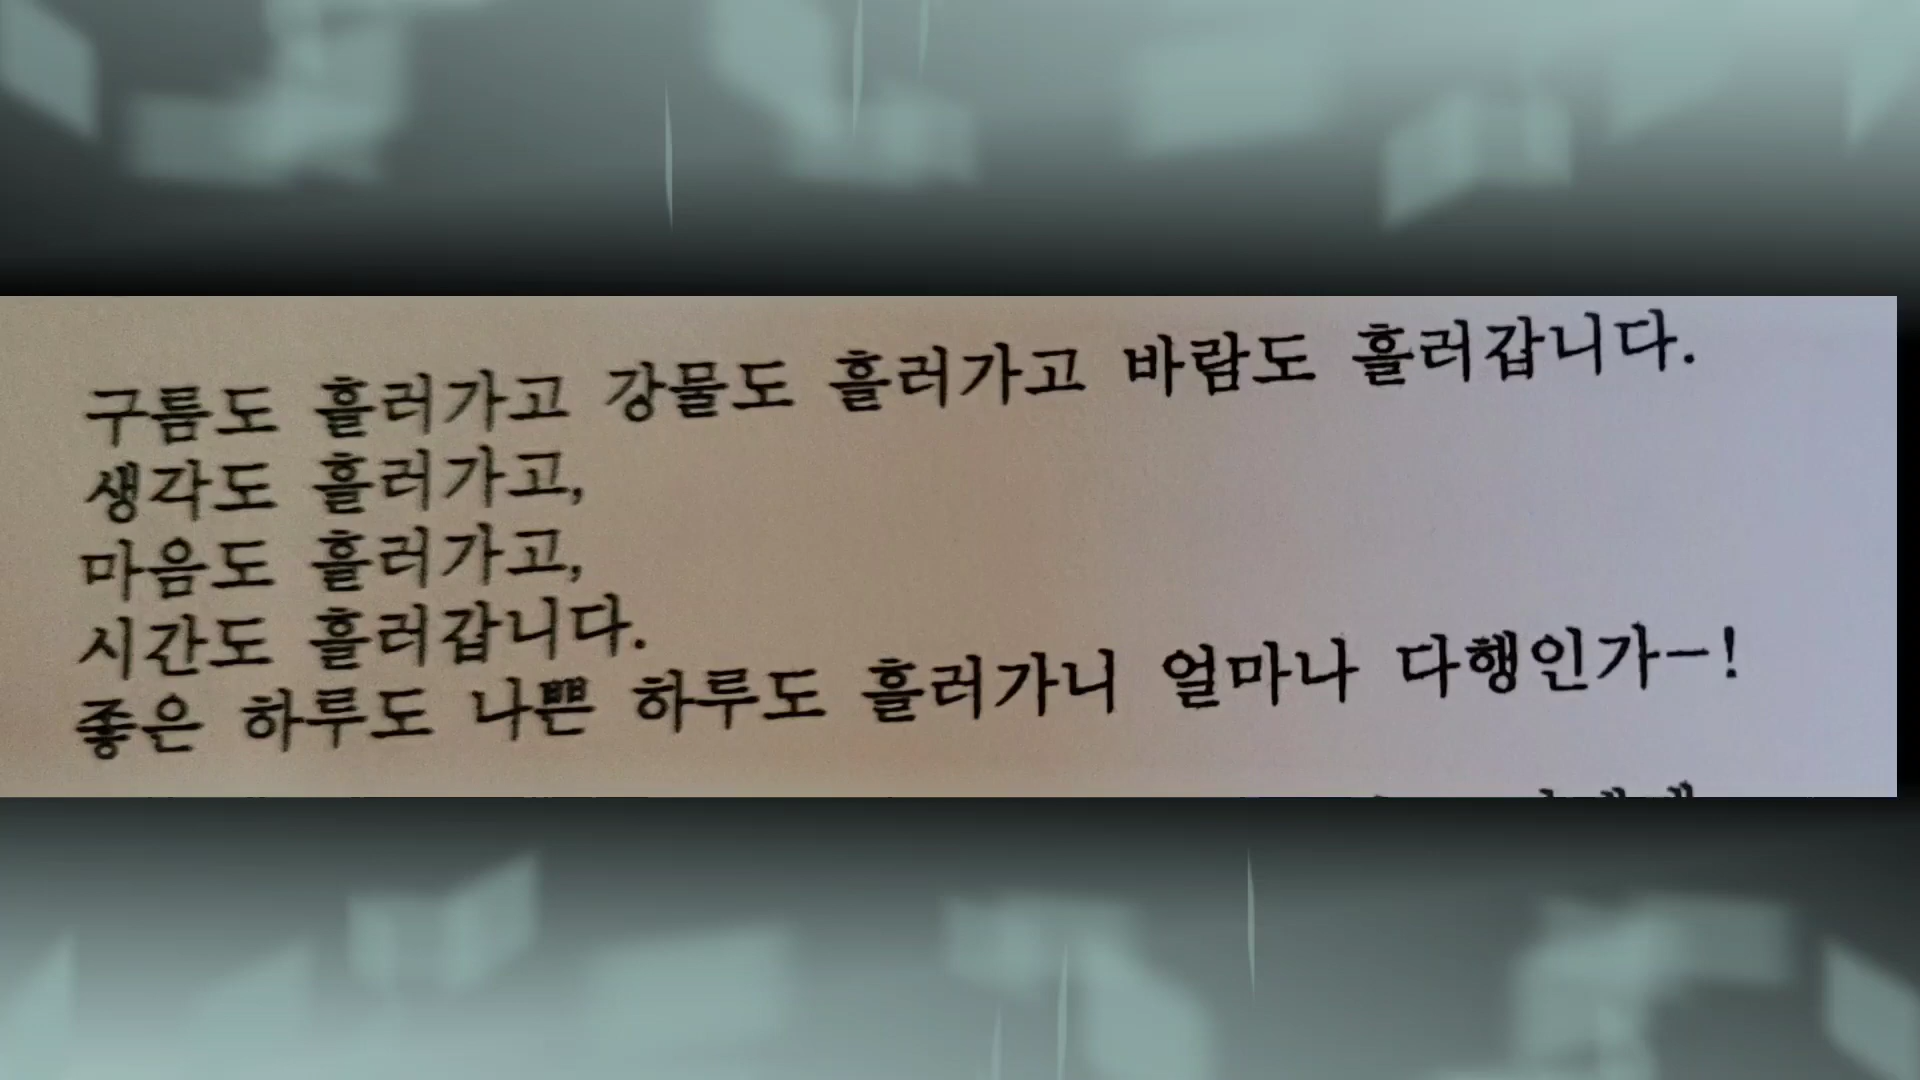 구름도 흘러가고 강물도 흘러가고 바람도 흘러갑니다.
생각도 흘러가고,
마음도 흘러가고,
시간도 흘러갑니다.
좋은 하루도 나쁜 하루도 흘러가니 얼마나 다행인가-!